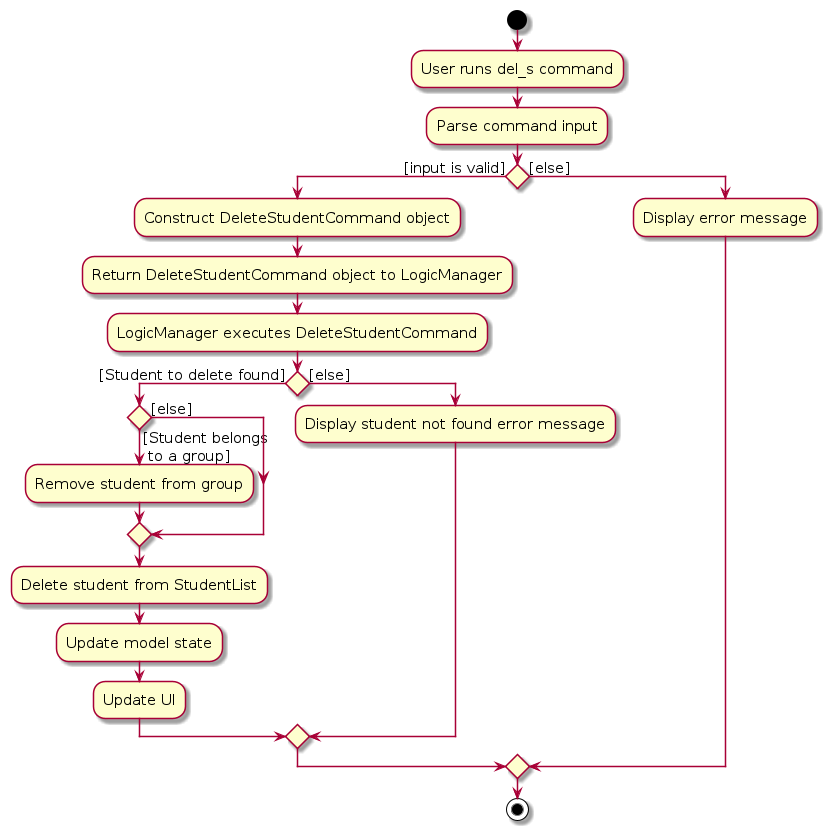 User runs del_s command
Parse command input
[input is valid]
[else]
Construct DeleteStudentCommand object
Display error message
Return DeleteStudentCommand object to LogicManager
LogicManager executes DeleteStudentCommand
[Student to delete found]
[else]
[else]
Display student not found error message
[Student belongs
to a group]
Remove student from group
Delete student from StudentList
Update model state
Update UI